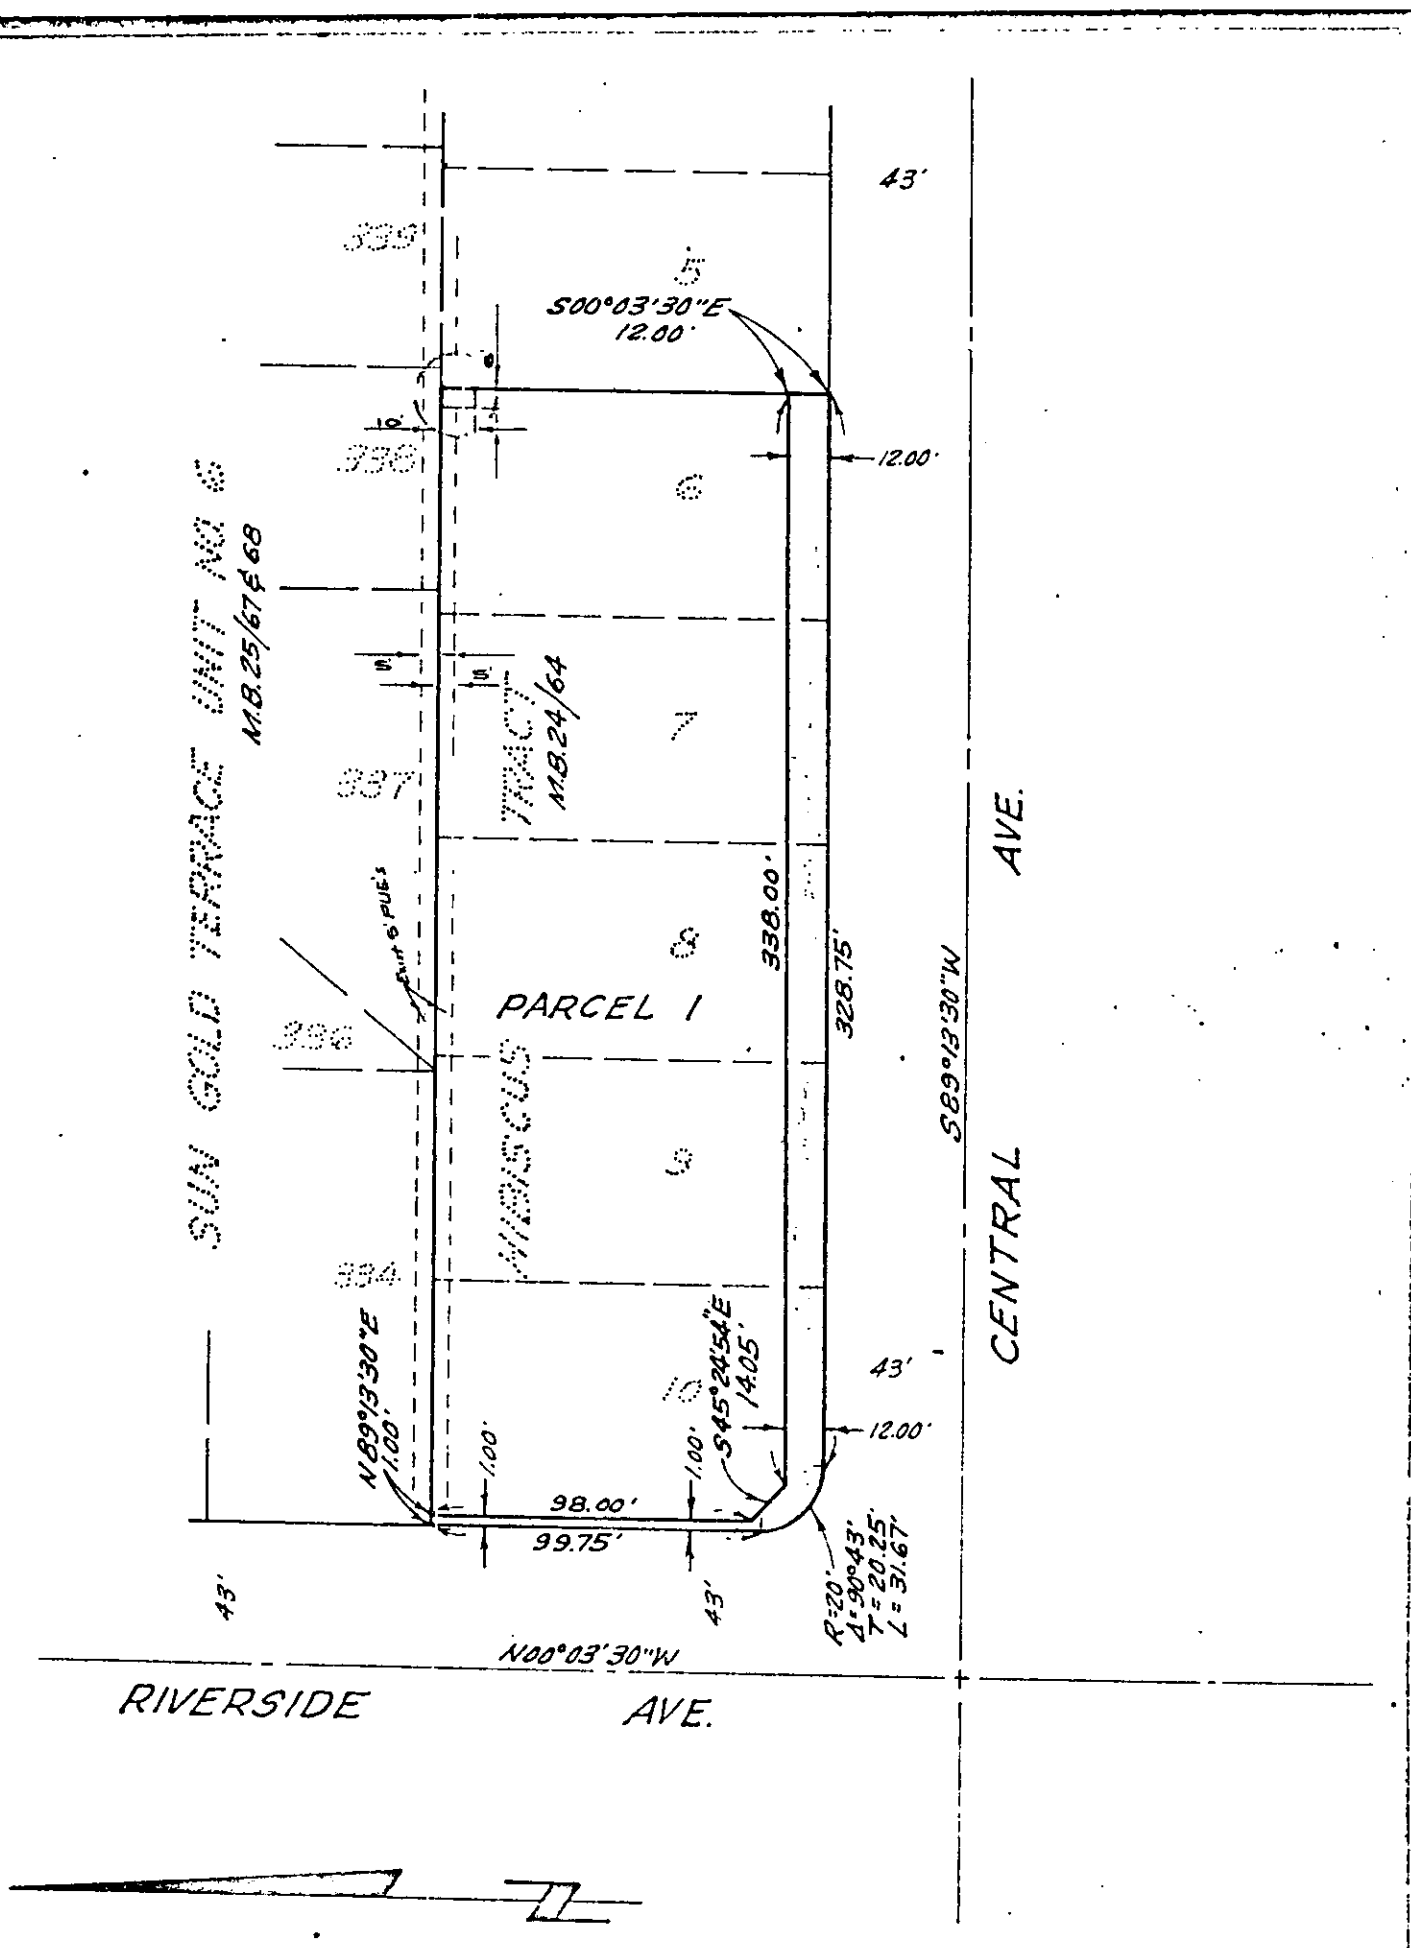 43'
339
5
S00°03'30"E
12.00'
6
10'
338
6
12.00'
SUN GOLD TERRACE UNIT NO. 6
M.B. 25/67 & 68
5'
5'
TRACT
M.B. 24/64
7
337
AVE.
338.00'
328.75'
8
S89°13'30"W
PARCEL 1
336
HIBISCUS
9
CENTRAL
334
N89°13'30"E
1.00'
10
S45°24'54"E
14.05'
43'
12.00'
1.00'
1.00'
98.00'
99.75'
R=20'
Δ=90°43'
T=20.25'
L=31.67'
43'
43'
N00°03'30"W
RIVERSIDE AVE.